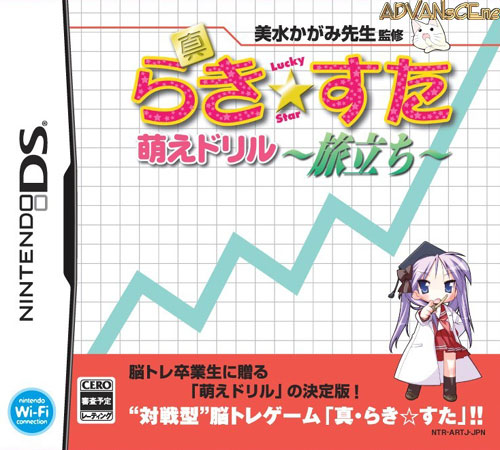 ADVANsCE.ne
美水かがみ先生監修
真
らき☆すた
Lucky
Star
萌えドリル
～旅立ち～
NINTENDO DS
脳トレ卒業生に贈る
「萌えドリル」の決定版！
“対戦型”脳トレゲーム「真・らき☆すた」!!
nintendo
Wi-Fi
connection
CERO
審査予定
レーティング
NTR-ARTJ-JPN